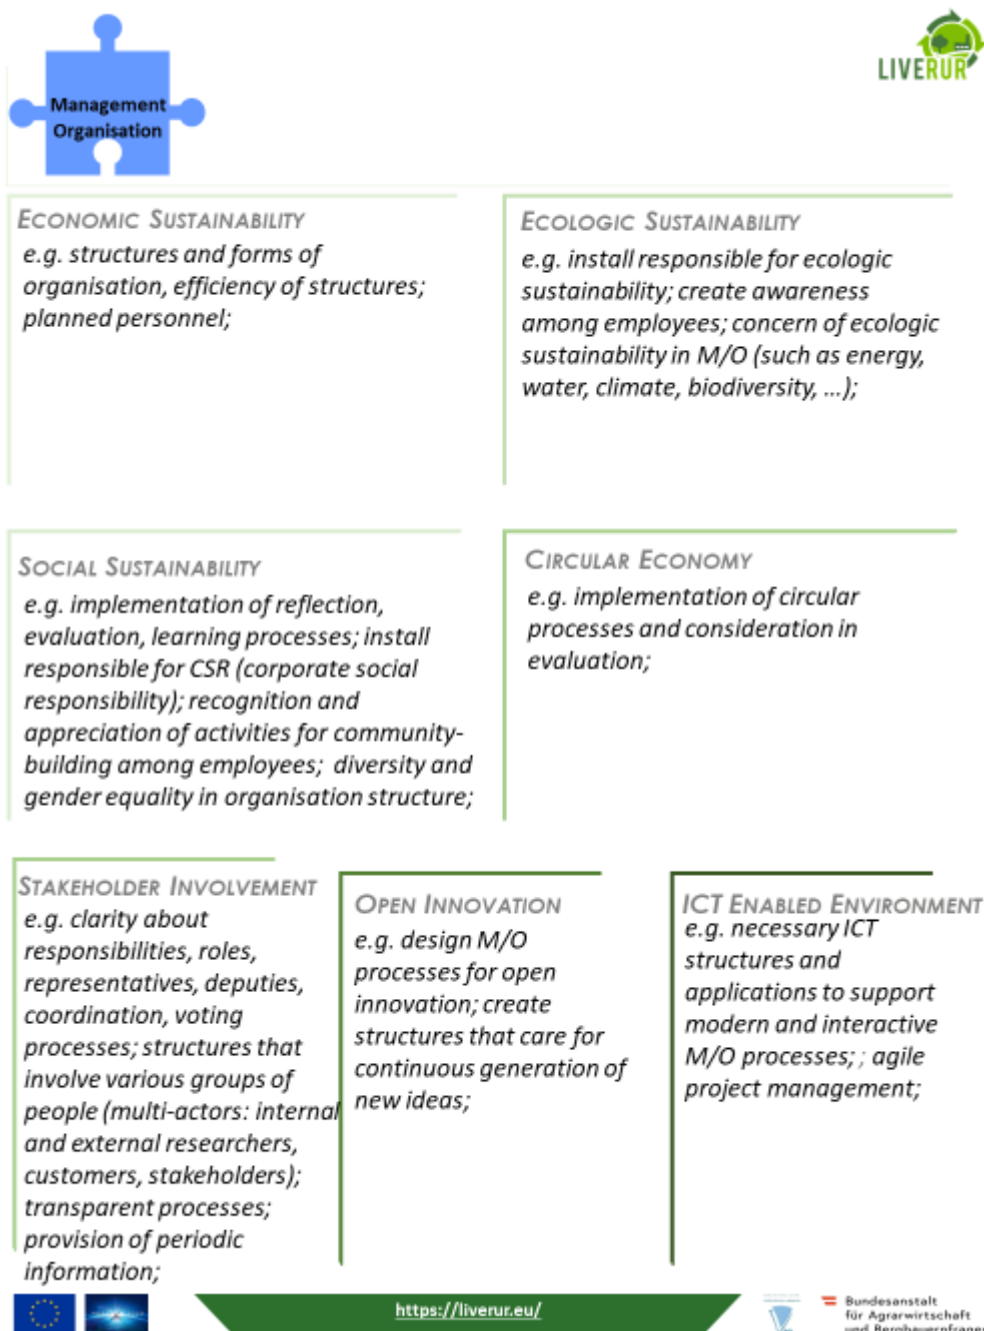 Management
Organisation
LIVERUR
ECONOMIC SUSTAINABILITY
e.g. structures and forms of
organisation, efficiency of structures;
planned personnel;
ECOLOGIC SUSTAINABILITY
e.g. install responsible for ecologic
sustainability; create awareness
among employees; concern of ecologic
sustainability in M/O (such as energy,
water, climate, biodiversity, ...);
SOCIAL SUSTAINABILITY
e.g. implementation of reflection,
evaluation, learning processes; install
responsible for CSR (corporate social
responsibility); recognition and
appreciation of activities for community-
building among employees; diversity and
gender equality in organisation structure;
CIRCULAR ECONOMY
e.g. implementation of circular
processes and consideration in
evaluation;
STAKEHOLDER INVOLVEMENT
e.g. clarity about
responsibilities, roles,
representatives, deputies,
coordination, voting
processes; structures that
involve various groups of
people (multi-actors: internal
and external researchers,
customers, stakeholders);
transparent processes;
provision of periodic
information;
OPEN INNOVATION
e.g. design M/O
processes for open
innovation; create
structures that care for
continuous generation of
new ideas;
ICT ENABLED ENVIRONMENT
e.g. necessary ICT
structures and
applications to support
modern and interactive
M/O processes; ; agile
project management;
https://liverur.eu/
Bundesanstalt
für Agrarwirtschaft
und Bergbauernfragen